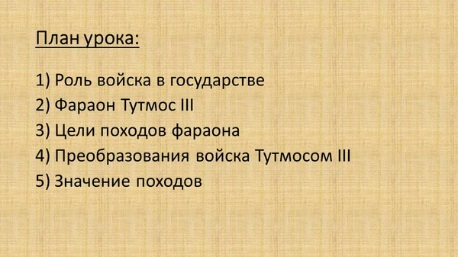 План урока:
1) Роль войска в государстве
2) Фараон Тутмос III
3) Цели походов фараона
4) Преобразования войска Тутмосом III
5) Значение походов